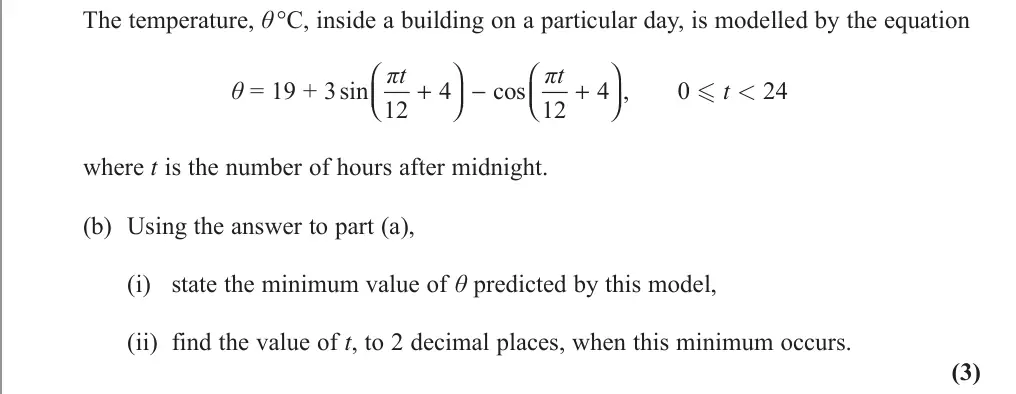 The temperature, θ°C, inside a building on a particular day, is modelled by the equation
θ = 19 + 3 sin(πt/12 + 4) − cos(πt/12 + 4), 0 ⩽ t < 24
where t is the number of hours after midnight.
(b) Using the answer to part (a),
(i) state the minimum value of θ predicted by this model,
(ii) find the value of t, to 2 decimal places, when this minimum occurs.
(3)